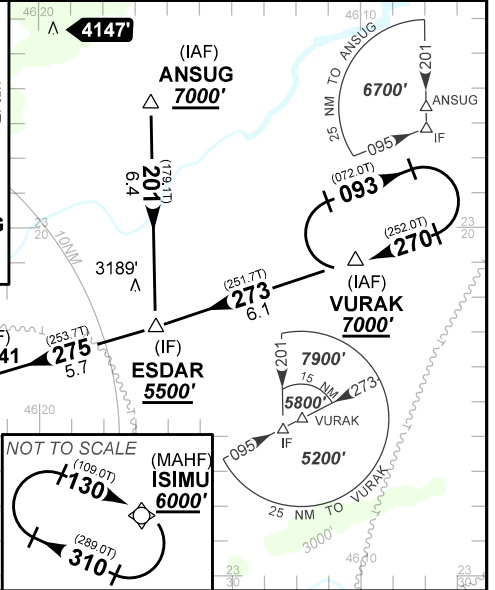 46 20
4147'
(IAF)
ANSUG
7000'
46 10
25 NM TO ANSUG
6700'
201
ANSUG
IF
095
(179.1T)
201
6.4
(072.0T)
093
(252.0T)
270
23
20
23
20
10NM
3189'
(251.7T)
273
6.1
(IAF)
VURAK
7000'
(253.7T)
275
5.7
41
(IF)
ESDAR
5500'
46 20
201
7900'
15 NM
273
5800'
VURAK
IF
095
5200'
25 NM TO VURAK
3000'
46 10
23
30
23
30
NOT TO SCALE
(109.0T)
130
(MAHF)
ISIMU
6000'
(289.0T)
310